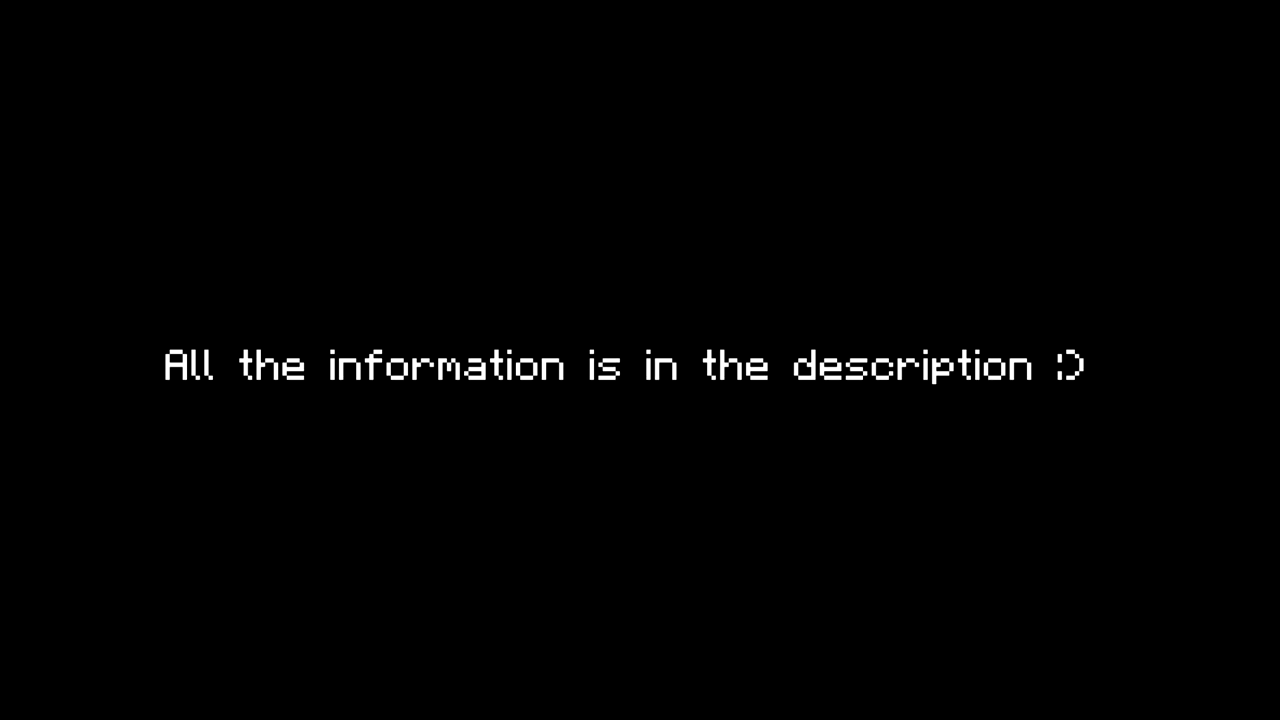 All the information is in the description :)